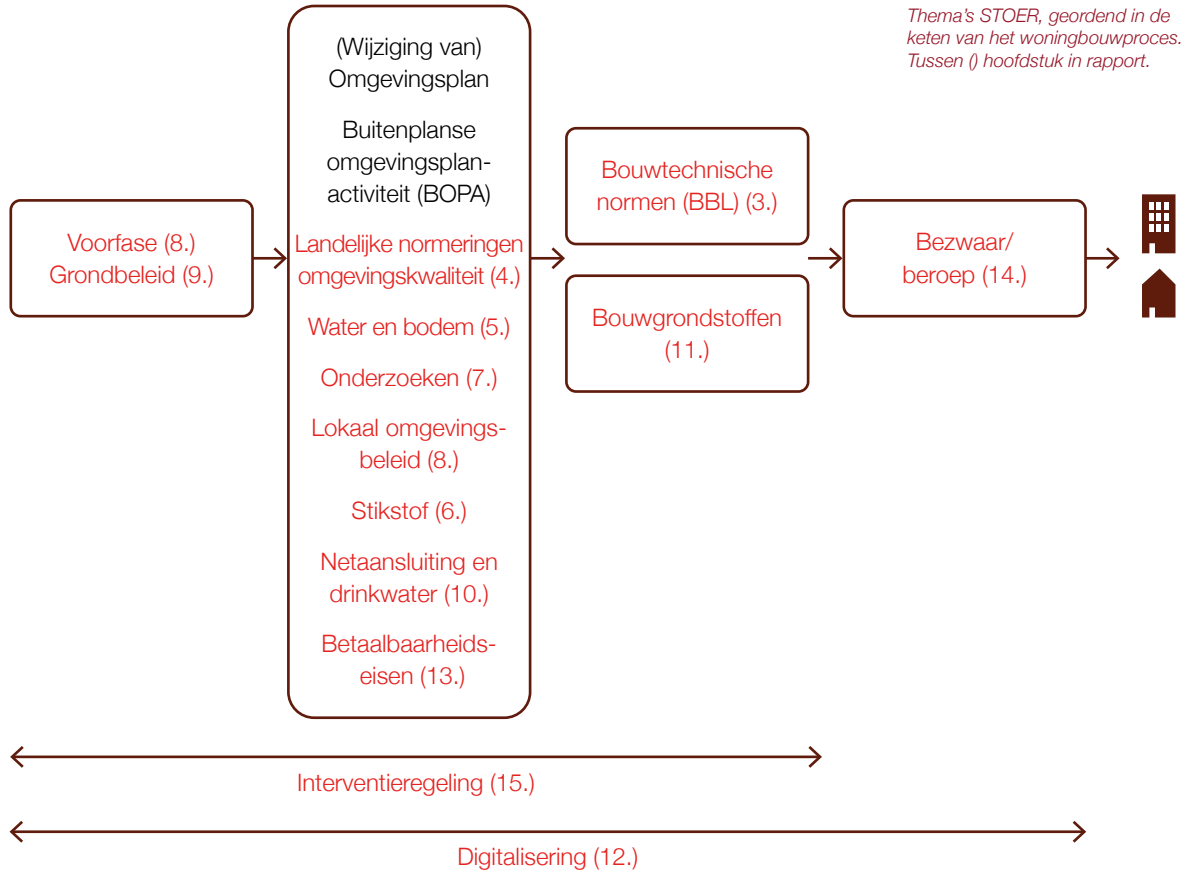 Thema's STOER, geordend in de
keten van het woningbouwproces.
Tussen () hoofdstuk in rapport.
Voorfase (8.)
Grondbeleid (9.)
(Wijziging van)
Omgevingsplan
Buitenplanse
omgevingsplan-
activiteit (BOPA)
Landelijke normeringen
omgevingskwaliteit (4.)
Water en bodem (5.)
Onderzoeken (7.)
Lokaal omgevings-
beleid (8.)
Stikstof (6.)
Netaansluiting en
drinkwater (10.)
Betaalbaarheids-
eisen (13.)
Bouwtechnische
normen (BBL) (3.)
Bouwgrondstoffen
(11.)
Bezwaar/
beroep (14.)
Interventieregeling (15.)
Digitalisering (12.)